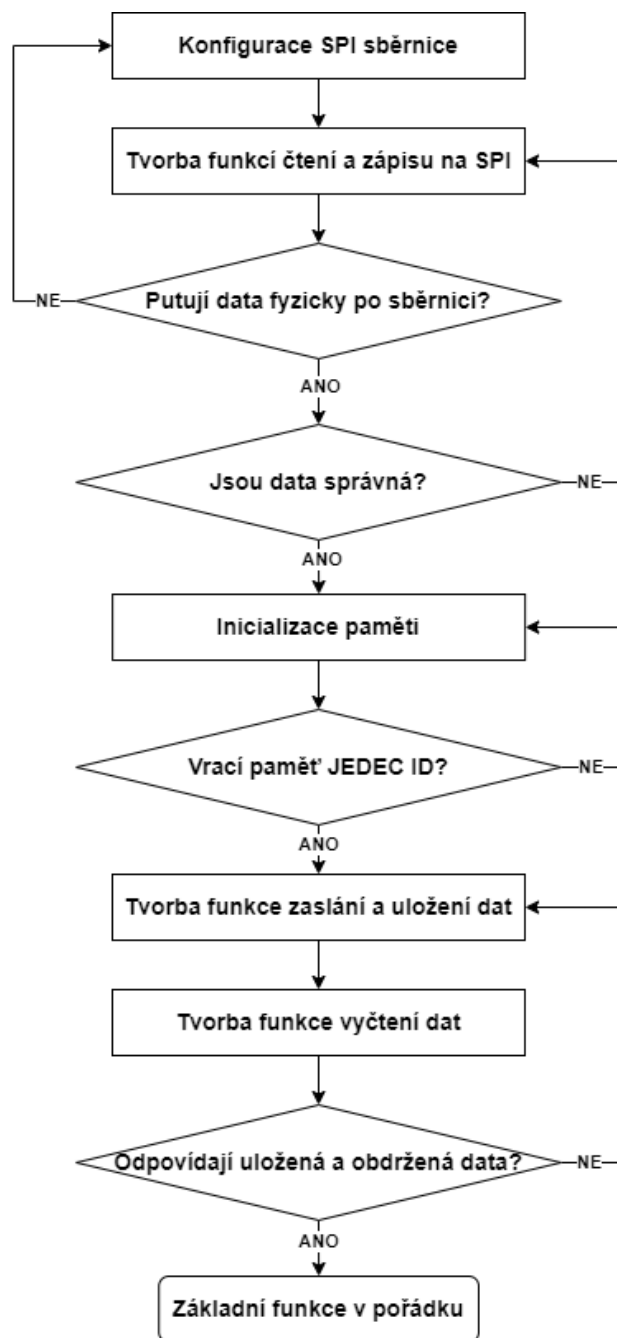 Konfigurace SPI sběrnice
Tvorba funkcí čtení a zápisu na SPI
Putují data fyzicky po sběrnici?
NE
ANO
Jsou data správná?
NE
ANO
Inicializace paměti
Vrací paměť JEDEC ID?
NE
ANO
Tvorba funkce zaslání a uložení dat
Tvorba funkce vyčtení dat
Odpovídají uložená a obdržená data?
NE
ANO
Základní funkce v pořádku